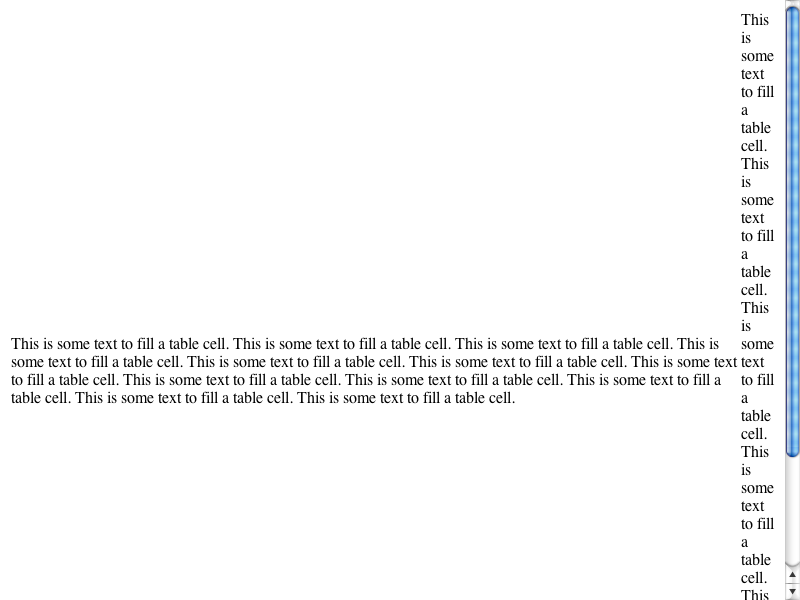 This is some text to fill a table cell. This is some text to fill a table cell. This is some text to fill a table cell. This is
some text to fill a table cell. This is some text to fill a table cell. This is some text to fill a table cell. This is some text
to fill a table cell. This is some text to fill a table cell. This is some text to fill a table cell. This is some text to fill a
table cell. This is some text to fill a table cell. This is some text to fill a table cell.
This
is
some
text
to fill
a
table
cell.
This
is
some
text
to fill
a
table
cell.
This
is
some
text
to fill
a
table
cell.
This
is
some
text
to fill
a
table
cell.
This